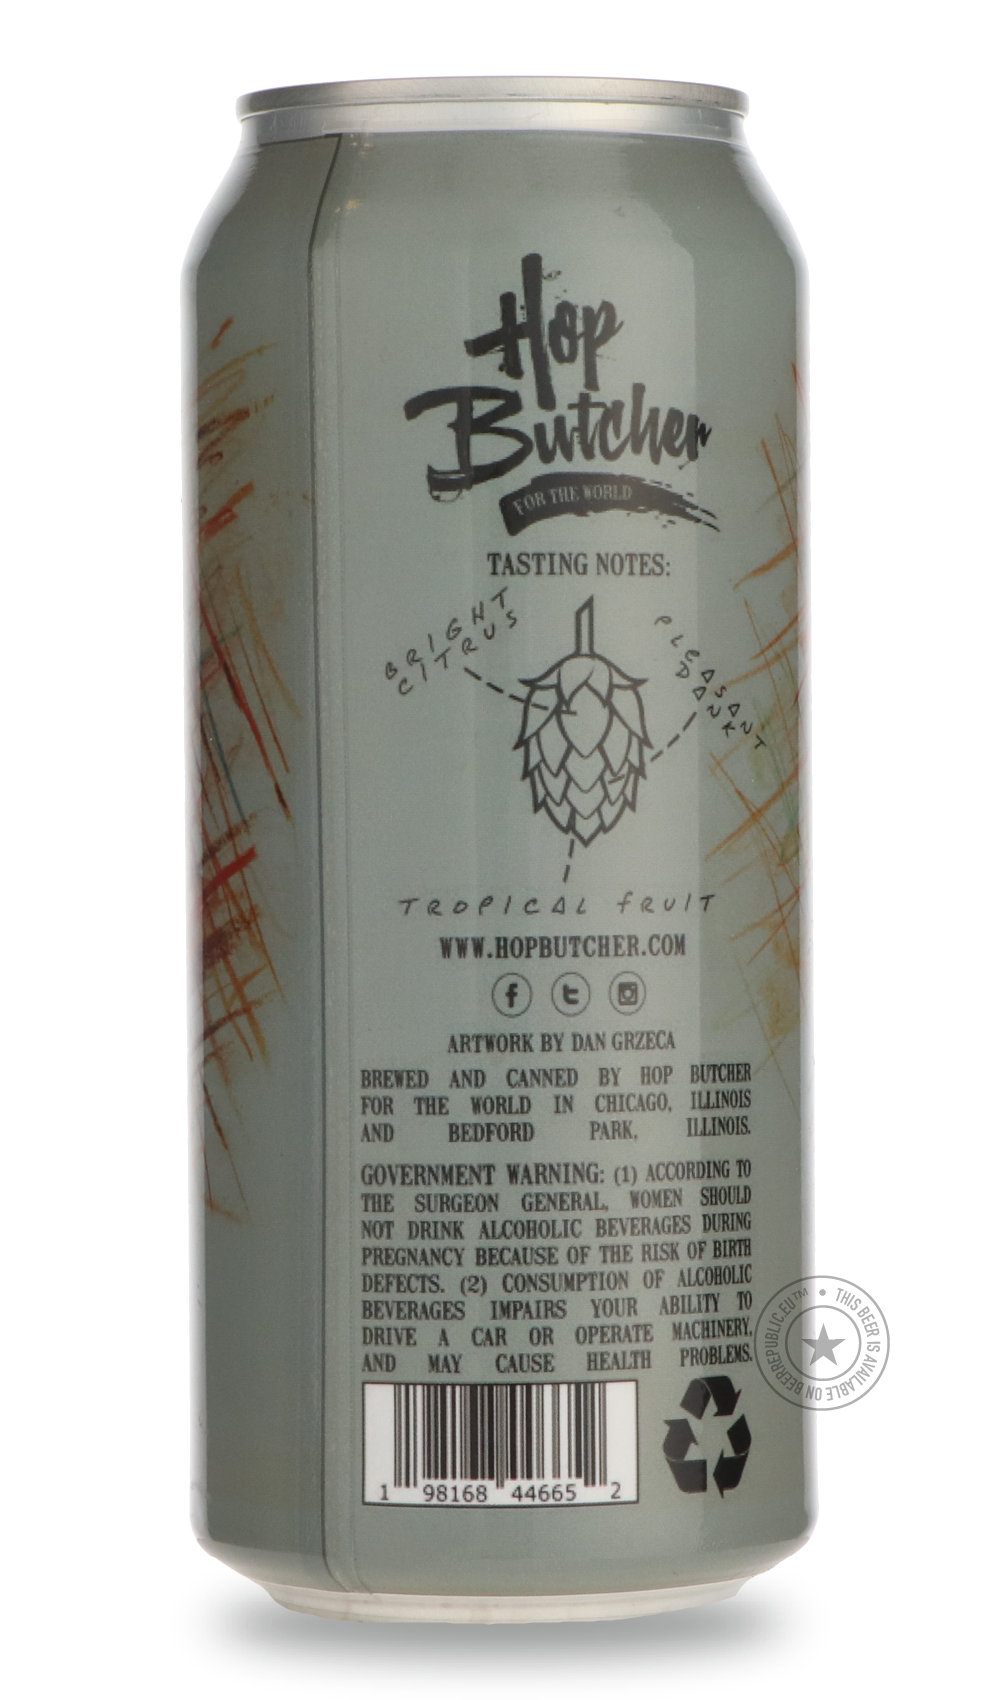 Hop
Butcher
FOR THE WORLD
TASTING NOTES:
BRIGHT
CITRUS
PLEASANT
DANK
TROPICAL fRUIT
WWW.HOPBUTCHER.COM
ARTWORK BY DAN GRZECA
BREWED AND CANNED BY HOP BUTCHER
FOR THE WORLD IN CHICAGO, ILLINOIS
AND BEDFORD PARK, ILLINOIS.
GOVERNMENT WARNING: (1) ACCORDING TO
THE SURGEON GENERAL, WOMEN SHOULD
NOT DRINK ALCOHOLIC BEVERAGES DURING
PREGNANCY BECAUSE OF THE RISK OF BIRTH
DEFECTS. (2) CONSUMPTION OF ALCOHOLIC
BEVERAGES IMPAIRS YOUR ABILITY TO
DRIVE A CAR OR OPERATE MACHINERY,
AND MAY CAUSE HEALTH PROBLEMS.
1 98168 44665 2
THIS BEER IS AVAILABLE ON BEERREPUBLIC.EU™ •